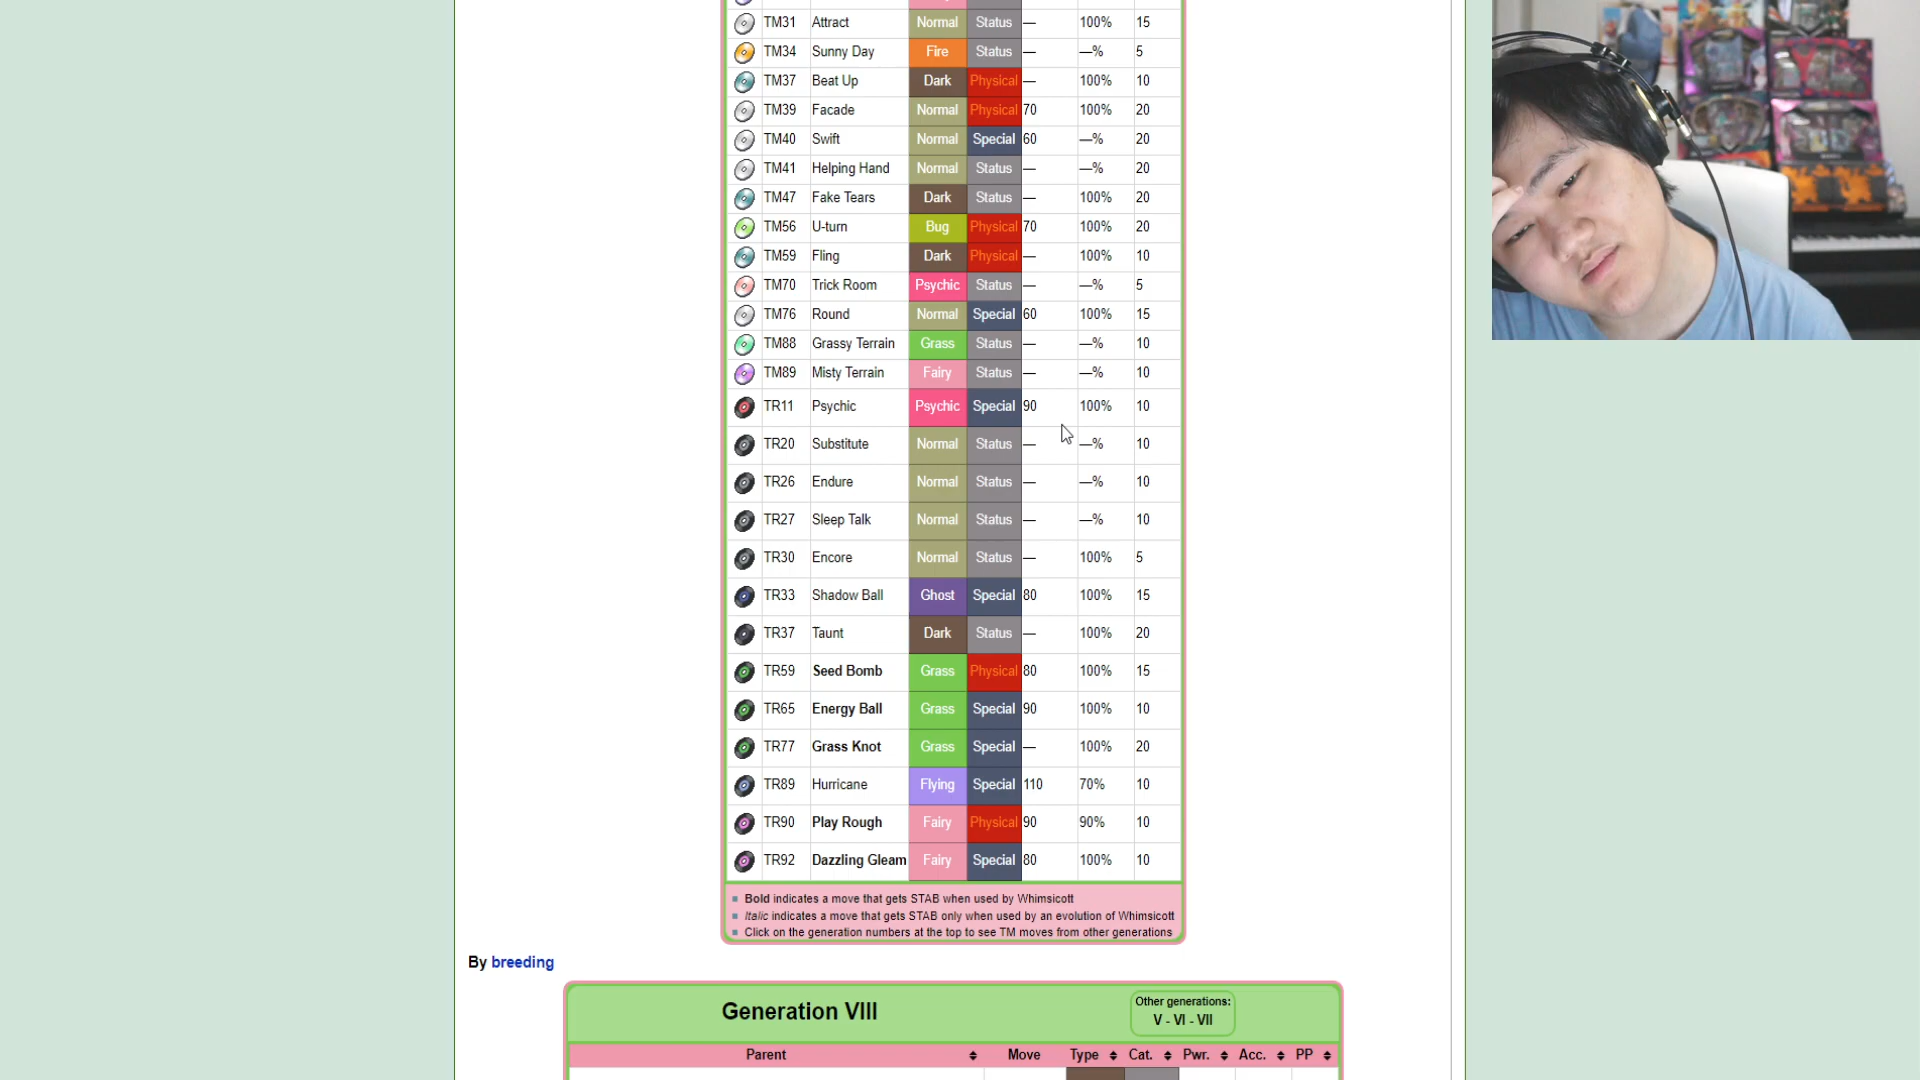 TM31 Attract Normal Status — 100% 15
TM34 Sunny Day Fire Status — —% 5
TM37 Beat Up Dark Physical — 100% 10
TM39 Facade Normal Physical 70 100% 20
TM40 Swift Normal Special 60 —% 20
TM41 Helping Hand Normal Status — —% 20
TM47 Fake Tears Dark Status — 100% 20
TM56 U-turn Bug Physical 70 100% 20
TM59 Fling Dark Physical — 100% 10
TM70 Trick Room Psychic Status — —% 5
TM76 Round Normal Special 60 100% 15
TM88 Grassy Terrain Grass Status — —% 10
TM89 Misty Terrain Fairy Status — —% 10
TR11 Psychic Psychic Special 90 100% 10
TR20 Substitute Normal Status — —% 10
TR26 Endure Normal Status — —% 10
TR27 Sleep Talk Normal Status — —% 10
TR30 Encore Normal Status — 100% 5
TR33 Shadow Ball Ghost Special 80 100% 15
TR37 Taunt Dark Status — 100% 20
TR59 Seed Bomb Grass Physical 80 100% 15
TR65 Energy Ball Grass Special 90 100% 10
TR77 Grass Knot Grass Special — 100% 20
TR89 Hurricane Flying Special 110 70% 10
TR90 Play Rough Fairy Physical 90 90% 10
TR92 Dazzling Gleam Fairy Special 80 100% 10
Bold indicates a move that gets STAB when used by Whimsicott
Italic indicates a move that gets STAB only when used by an evolution of Whimsicott
Click on the generation numbers at the top to see TM moves from other generations
By breeding
Generation VIII
Other generations:
V - VI - VII
Parent Move Type Cat. Pwr. Acc. PP